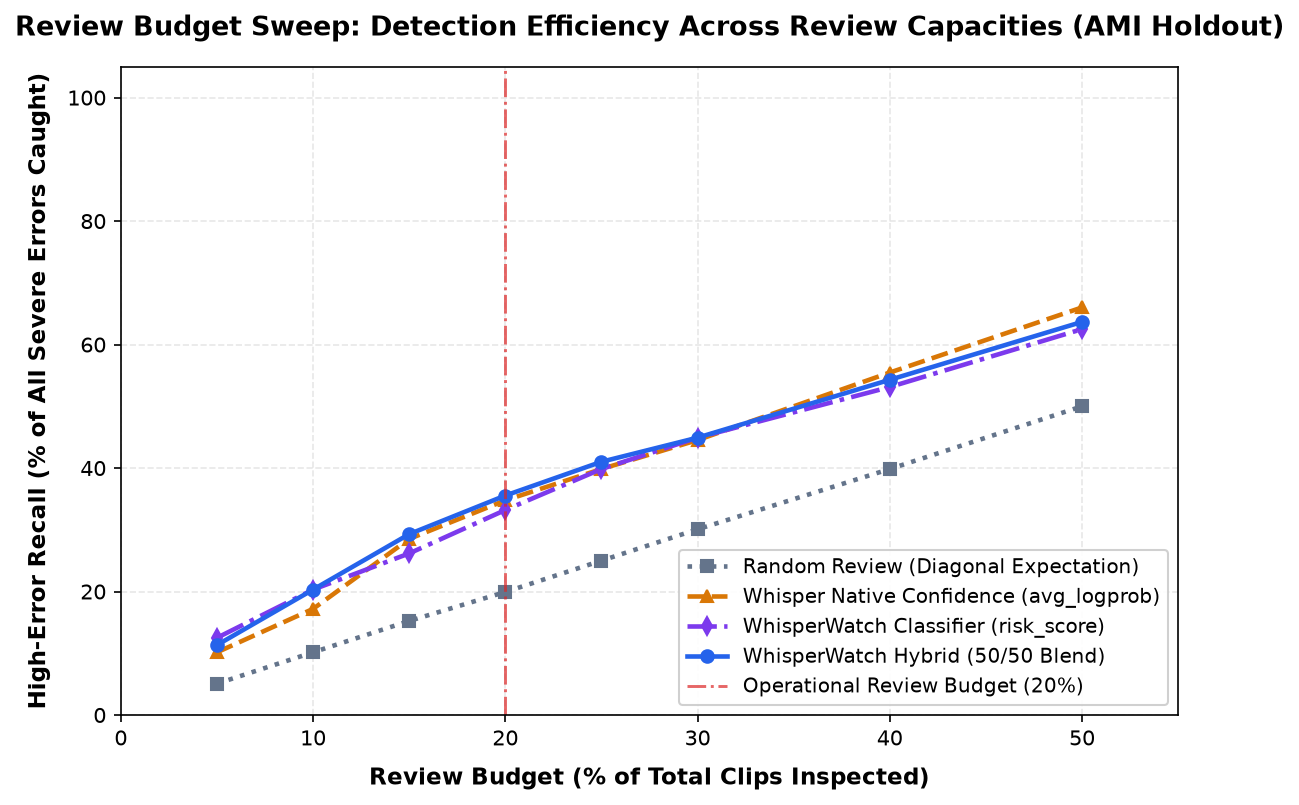 Review Budget Sweep: Detection Efficiency Across Review Capacities (AMI Holdout)
High-Error Recall (% of All Severe Errors Caught)
100
80
60
40
20
0
Random Review (Diagonal Expectation)
Whisper Native Confidence (avg_logprob)
WhisperWatch Classifier (risk_score)
WhisperWatch Hybrid (50/50 Blend)
Operational Review Budget (20%)
0 10 20 30 40 50
Review Budget (% of Total Clips Inspected)